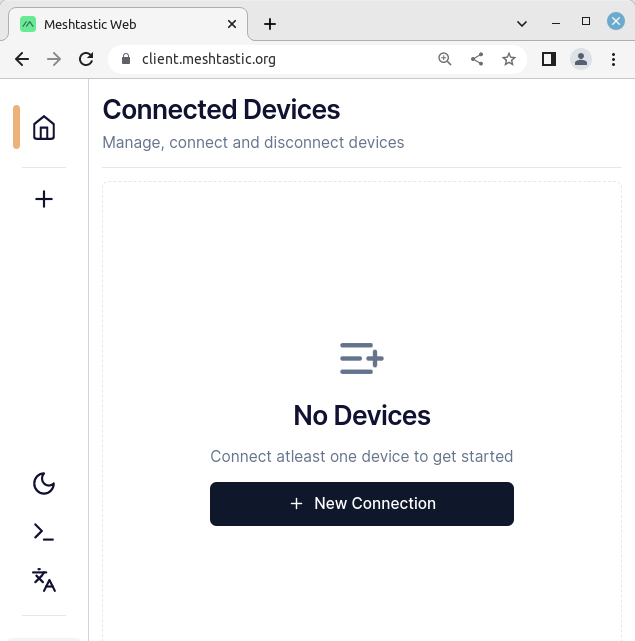 Meshtastic Web
client.meshtastic.org
Connected Devices
Manage, connect and disconnect devices
No Devices
Connect atleast one device to get started
New Connection